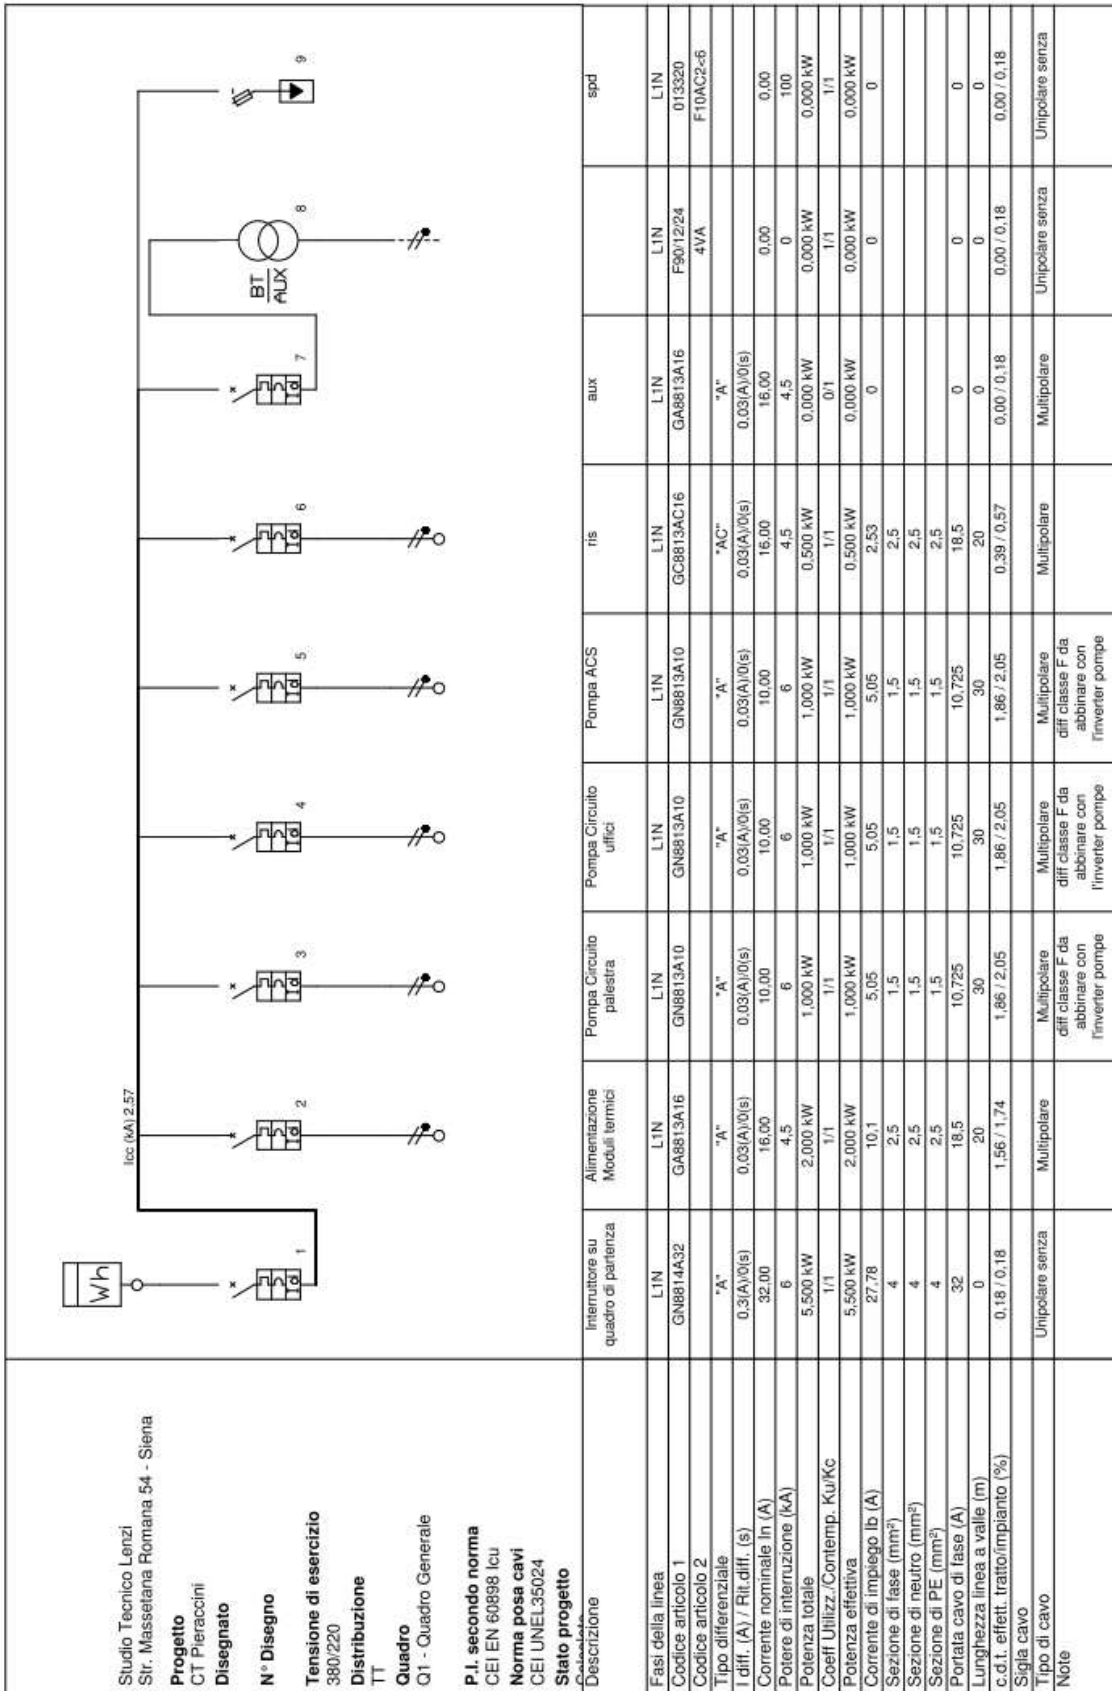 Studio Tecnico Lenzi
Str. Massetana Romana 54 - Siena
Progetto
CT Pieraccini
Disegnato
N° Disegno
Tensione di esercizio
380/220
Distribuzione
TT
Quadro
Q1 - Quadro Generale
P.I. secondo norma
CEI EN 60898 Icu
Norma posa cavi
CEI UNEL35024
Stato progetto
Wh
Icc (kA) 2,57
BT
AUX
1 2 3 4 5 6 7 8 9
Descrizione Interruttore su quadro di partenza Alimentazione Moduli termici Pompa Circuito palestra Pompa Circuito uffici Pompa ACS ris aux spd
Fasi della linea L1N L1N L1N L1N L1N L1N L1N L1N L1N
Codice articolo 1 GN8814A32 GA8813A16 GN8813A10 GN8813A10 GN8813A10 GC8813AC16 GA8813A16 F90/12/24 013320
Codice articolo 2 4VA F10AC2<6
Tipo differenziale "A" "A" "A" "A" "A" "AC" "A"
I diff. (A) / Rit.diff. (s) 0,3(A)/0(s) 0,03(A)/0(s) 0,03(A)/0(s) 0,03(A)/0(s) 0,03(A)/0(s) 0,03(A)/0(s) 0,03(A)/0(s)
Corrente nominale In (A) 32,00 16,00 10,00 10,00 10,00 16,00 16,00 0,00 0,00
Potere di interruzione (kA) 6 4,5 6 6 6 4,5 4,5 0 100
Potenza totale 5,500 kW 2,000 kW 1,000 kW 1,000 kW 1,000 kW 0,500 kW 0,000 kW 0,000 kW 0,000 kW
Coeff Utilizz./Contemp. Ku/Kc 1/1 1/1 1/1 1/1 1/1 1/1 0/1 1/1 1/1
Potenza effettiva 5,500 kW 2,000 kW 1,000 kW 1,000 kW 1,000 kW 0,500 kW 0,000 kW 0,000 kW 0,000 kW
Corrente di impiego Ib (A) 27,78 10,1 5,05 5,05 5,05 2,53 0 0 0
Sezione di fase (mm²) 4 2,5 1,5 1,5 1,5 2,5
Sezione di neutro (mm²) 4 2,5 1,5 1,5 1,5 2,5
Sezione di PE (mm²) 4 2,5 1,5 1,5 1,5 2,5
Portata cavo di fase (A) 32 18,5 10,725 10,725 10,725 18,5 0 0 0
Lunghezza linea a valle (m) 0 20 30 30 30 20 0 0 0
c.d.t. effett. tratto/impianto (%) 0,18 / 0,18 1,56 / 1,74 1,86 / 2,05 1,86 / 2,05 1,86 / 2,05 0,39 / 0,57 0,00 / 0,18 0,00 / 0,18 0,00 / 0,18
Sigla cavo
Tipo di cavo Unipolare senza Multipolare Multipolare Multipolare Multipolare Multipolare Multipolare Unipolare senza Unipolare senza
Note diff classe F da abbinare con l'inverter pompe diff classe F da abbinare con l'inverter pompe diff classe F da abbinare con l'inverter pompe